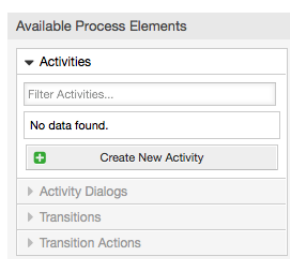 Available Process Elements
Activities
Filter Activities...
No data found.
Create New Activity
Activity Dialogs
Transitions
Transition Actions